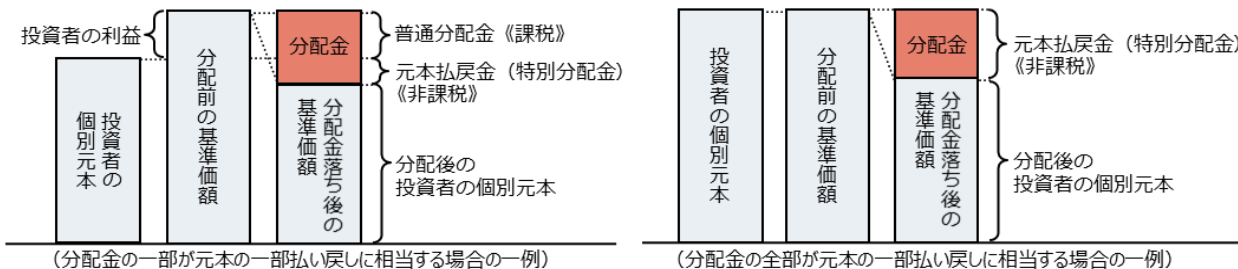 投資者の利益
投資者の
個別元本
分配前の基準価額
分配金
分配金落ち後の
基準価額
普通分配金《課税》
元本払戻金（特別分配金）
《非課税》
分配後の
投資者の個別元本
（分配金の一部が元本の一部払い戻しに相当する場合の一例）
投資者の個別元本
分配前の基準価額
分配金
分配金落ち後の
基準価額
元本払戻金（特別分配金）
《非課税》
分配後の
投資者の個別元本
（分配金の全部が元本の一部払い戻しに相当する場合の一例）